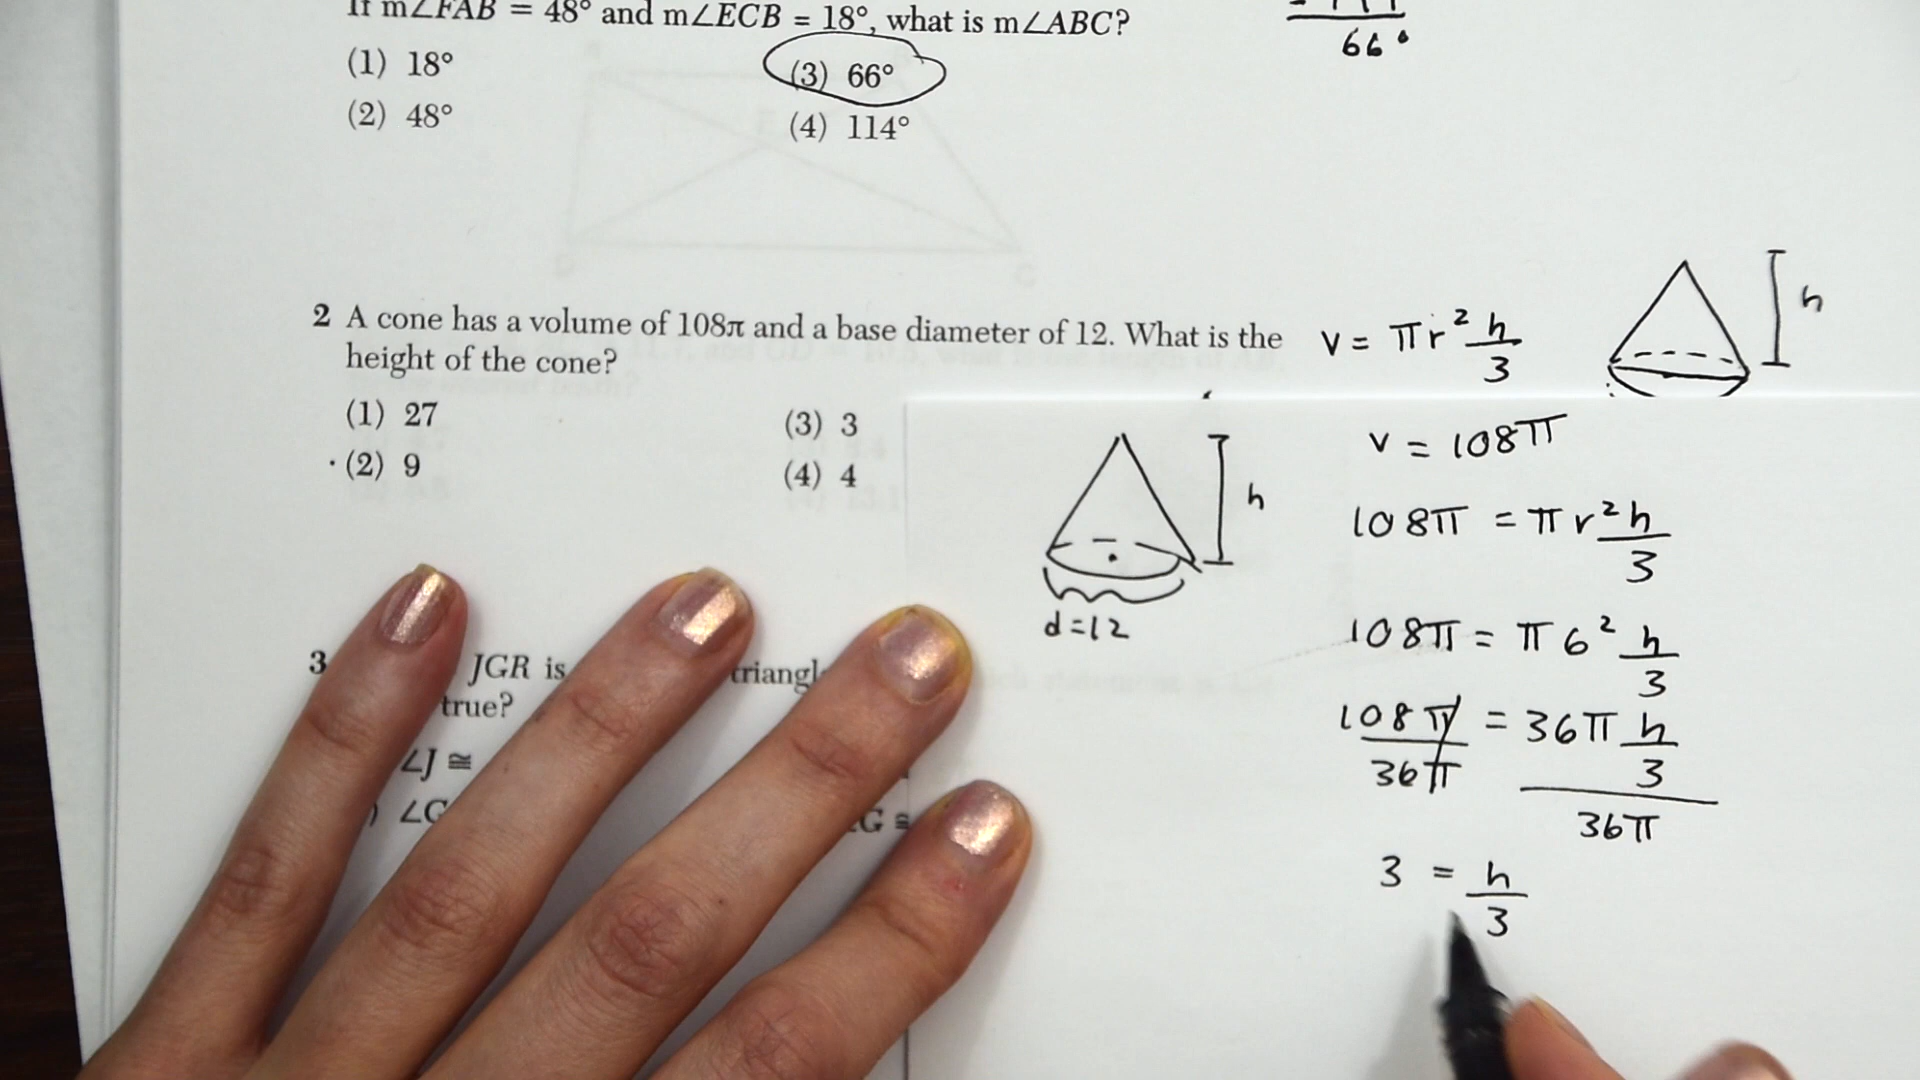 If m∠FAB = 48° and m∠ECB = 18°, what is m∠ABC?
(1) 18°
(3) 66°
(2) 48°
(4) 114°
66°
2 A cone has a volume of 108π and a base diameter of 12. What is the
height of the cone?
(1) 27
(3) 3
(2) 9
(4) 4
V = πr² h/3
h
h
d=12
V = 108π
108π = πr² h/3
108π = π6² h/3
108π/36π = 36π h/3 / 36π
3 = h/3
3 JGR is triangl
true?
∠J ≅
) ∠G
G ≅